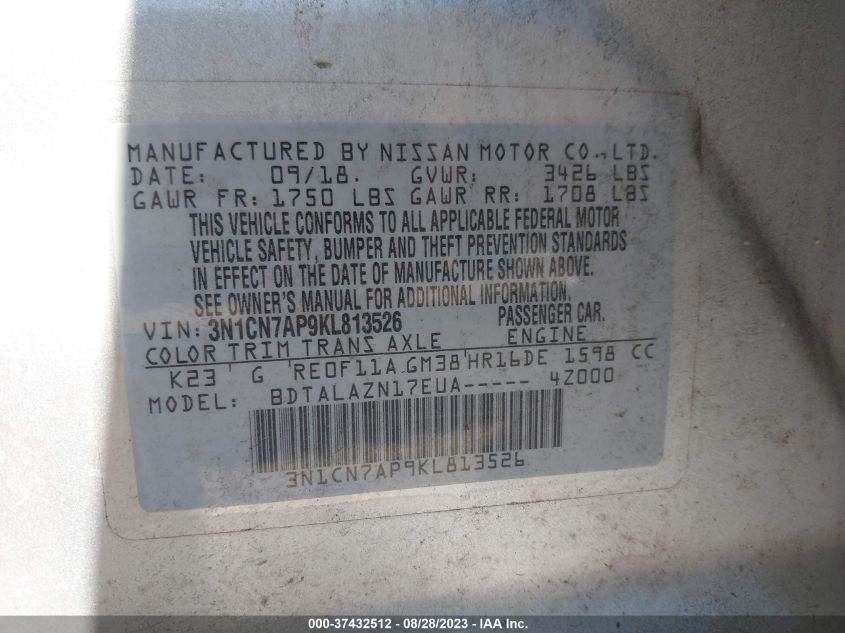 MANUFACTURED BY NISSAN MOTOR CO., LTD.
DATE: 09/18. GVWR: 3426 LBS
GAWR FR: 1750 LBS GAWR RR: 1708 LBS
THIS VEHICLE CONFORMS TO ALL APPLICABLE FEDERAL MOTOR
VEHICLE SAFETY, BUMPER AND THEFT PREVENTION STANDARDS
IN EFFECT ON THE DATE OF MANUFACTURE SHOWN ABOVE.
SEE OWNER'S MANUAL FOR ADDITIONAL INFORMATION.
VIN: 3N1CN7AP9KL813526 PASSENGER CAR.
COLOR TRIM TRANS AXLE ENGINE
K23 G RE0F11A GM38 HR16DE 1598 CC
MODEL: BDTALAZN17EUA----- 4Z000
3N1CN7AP9KL813526
000-37432512 - 08/28/2023 - IAAI.com